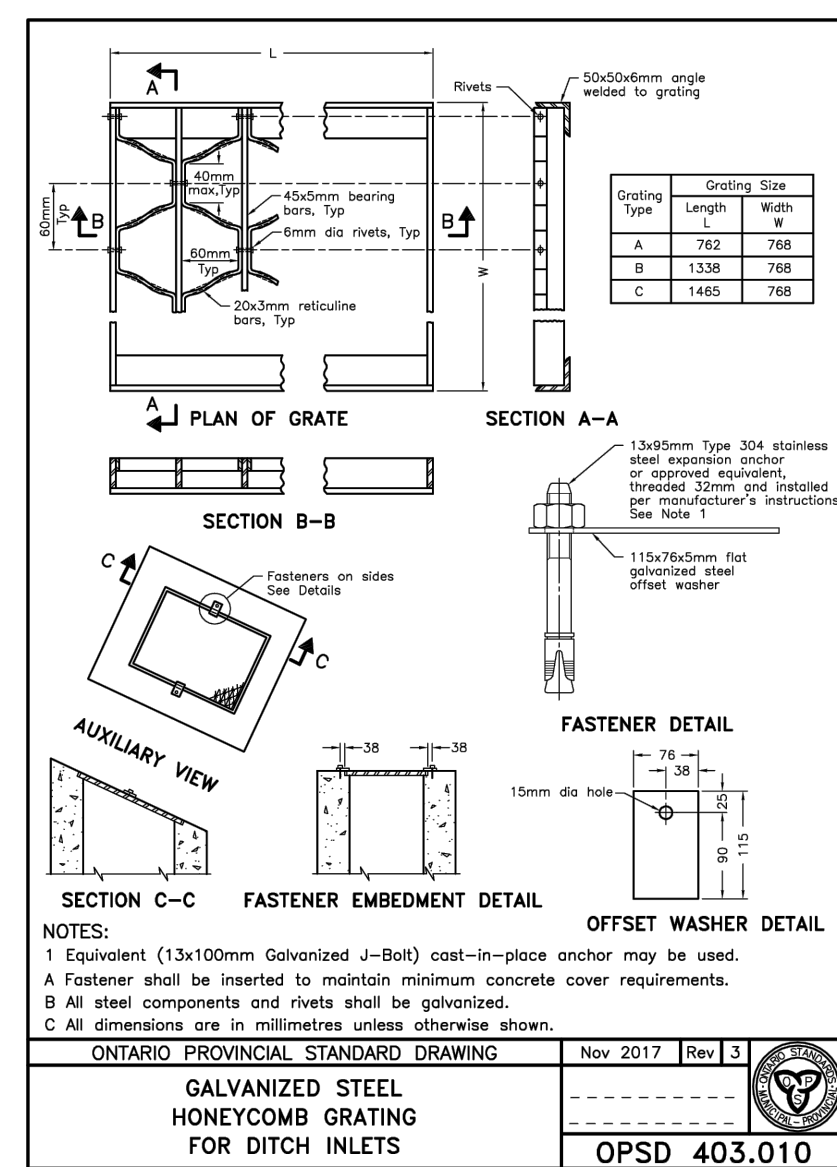 L
A
Rivets
50x50x6mm angle
welded to grating
40mm
max,Typ
60mm
Typ
B
45x5mm bearing
bars, Typ
6mm dia rivets, Typ
B
W
60mm
Typ
20x3mm reticuline
bars, Typ
A
PLAN OF GRATE
SECTION A-A
Grating
Type
Grating Size
Length
L
Width
W
A 762 768
B 1338 768
C 1465 768
SECTION B-B
13x95mm Type 304 stainless
steel expansion anchor
or approved equivalent,
threaded 32mm and installed
per manufacturer's instructions
See Note 1
115x76x5mm flat
galvanized steel
offset washer
FASTENER DETAIL
C
Fasteners on sides
See Details
C
AUXILIARY VIEW
SECTION C-C
38
38
FASTENER EMBEDMENT DETAIL
76
38
15mm dia hole
25
90
115
OFFSET WASHER DETAIL
NOTES:
1 Equivalent (13x100mm Galvanized J-Bolt) cast-in-place anchor may be used.
A Fastener shall be inserted to maintain minimum concrete cover requirements.
B All steel components and rivets shall be galvanized.
C All dimensions are in millimetres unless otherwise shown.
ONTARIO PROVINCIAL STANDARD DRAWING
Nov 2017 Rev 3
GALVANIZED STEEL
HONEYCOMB GRATING
FOR DITCH INLETS
OPSD 403.010
ONTARIO STANDARDS
MUNICIPAL - PROVINCIAL
O P
S